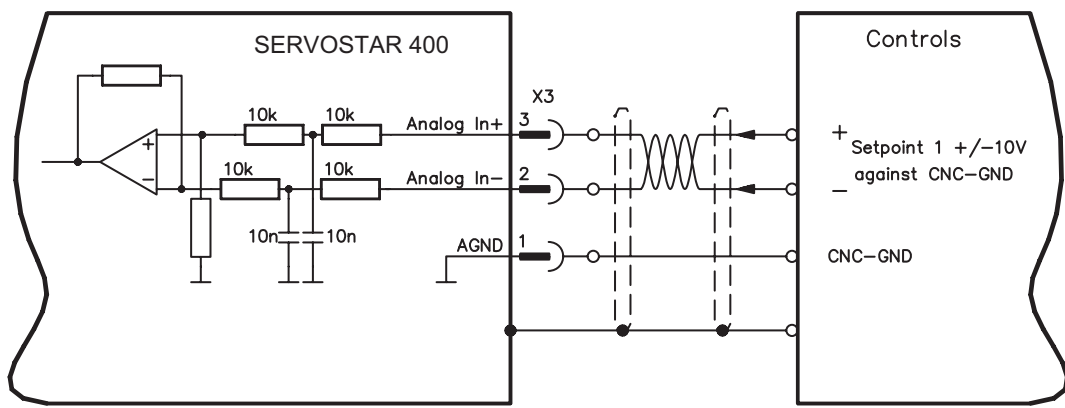 SERVOSTAR 400
Controls
X3
10k
10k
Analog In+
3
+
+
Setpoint 1 +/-10V
against CNC-GND
−
10k
10k
Analog In−
2
−
10n
10n
AGND
1
CNC-GND